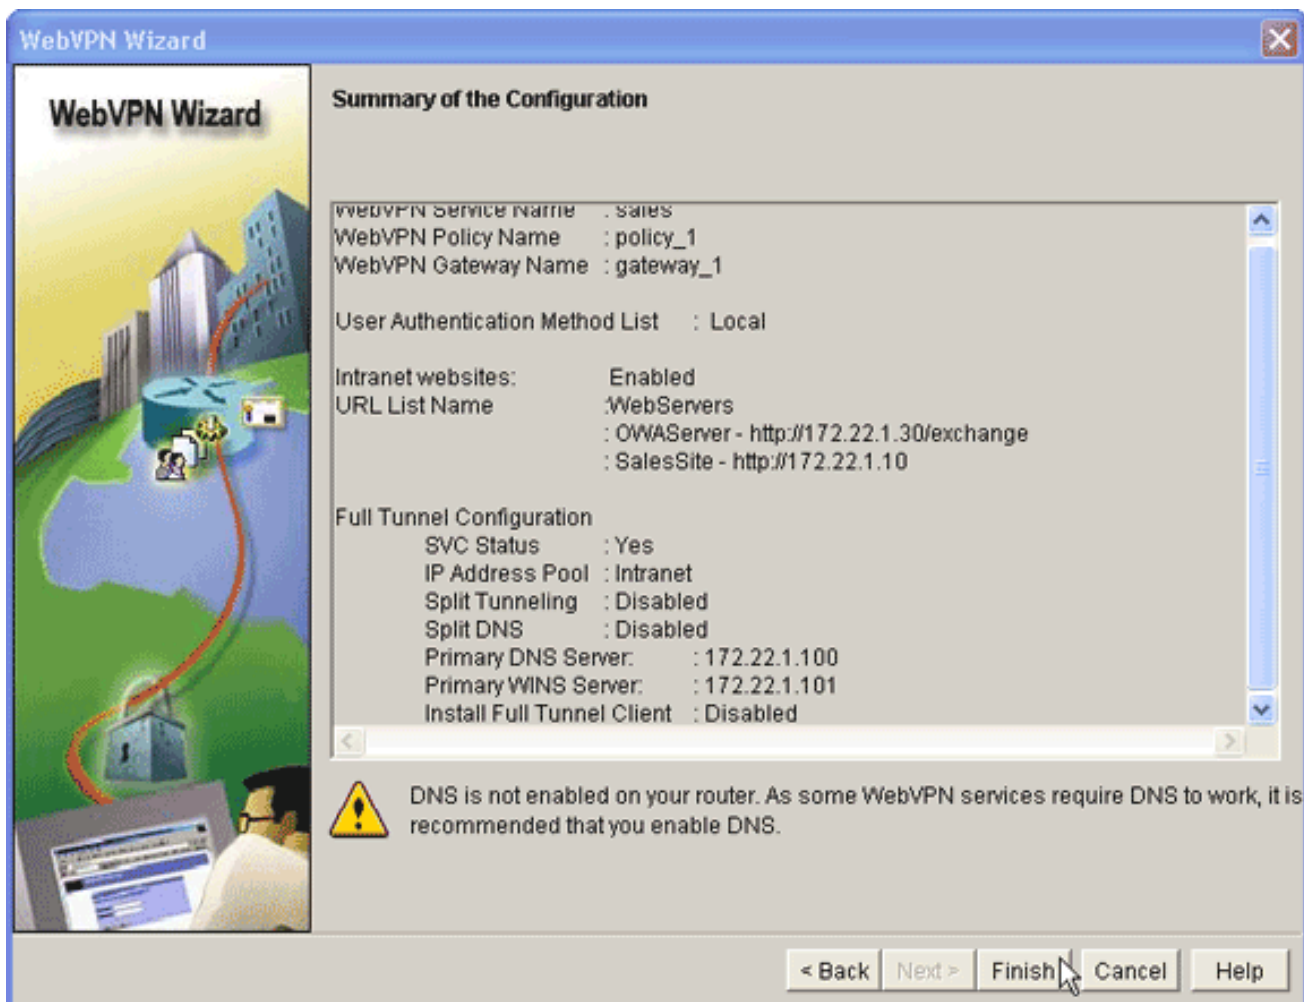 WebVPN Wizard
WebVPN Wizard
Summary of the Configuration
WebVPN Service Name : sales
WebVPN Policy Name : policy_1
WebVPN Gateway Name : gateway_1
User Authentication Method List : Local
Intranet websites: Enabled
URL List Name :WebServers
: OWAServer - http://172.22.1.30/exchange
: SalesSite - http://172.22.1.10
Full Tunnel Configuration
SVC Status : Yes
IP Address Pool : Intranet
Split Tunneling : Disabled
Split DNS : Disabled
Primary DNS Server: : 172.22.1.100
Primary WINS Server: : 172.22.1.101
Install Full Tunnel Client : Disabled
DNS is not enabled on your router. As some WebVPN services require DNS to work, it is
recommended that you enable DNS.
< Back Next > Finish Cancel Help